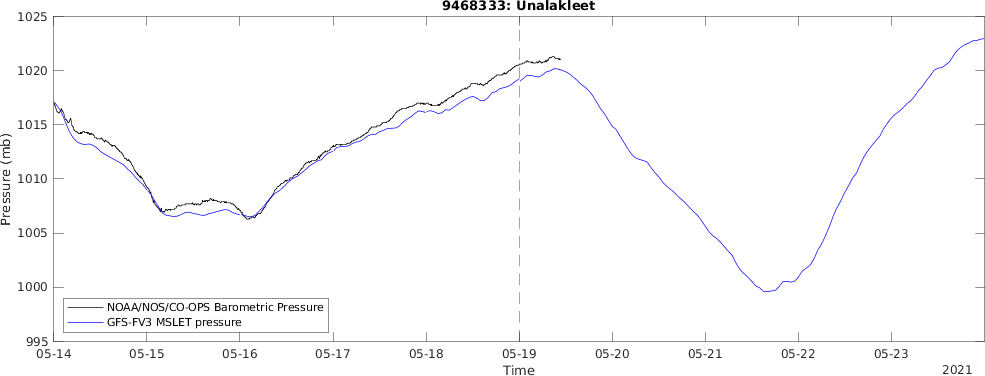 9468333: Unalakleet
1025
1020
1015
1010
1005
1000
995
Pressure (mb)
NOAA/NOS/CO-OPS Barometric Pressure
GFS-FV3 MSLET pressure
05-14 05-15 05-16 05-17 05-18 05-19 05-20 05-21 05-22 05-23
Time
2021